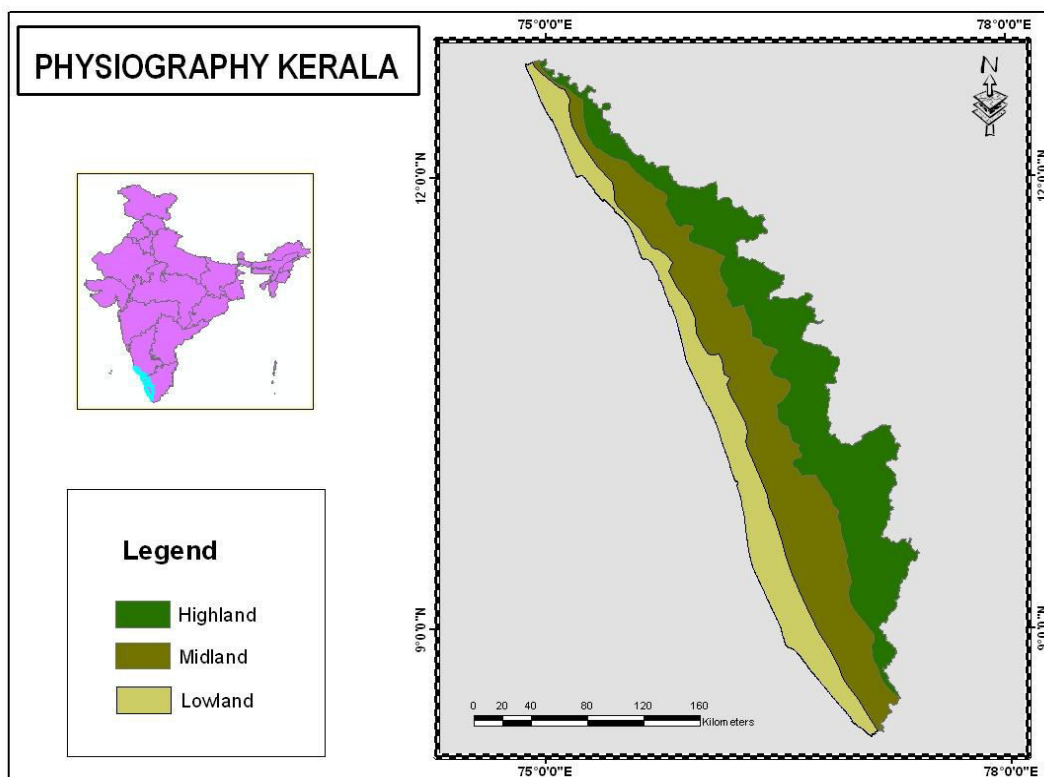 PHYSIOGRAPHY KERALA
Legend
Highland
Midland
Lowland
75°0'0"E
78°0'0"E
N
12°0'0"N
12°0'0"N
9°0'0"N
9°0'0"N
0 20 40 80 120 160
Kilometers
75°0'0"E
78°0'0"E